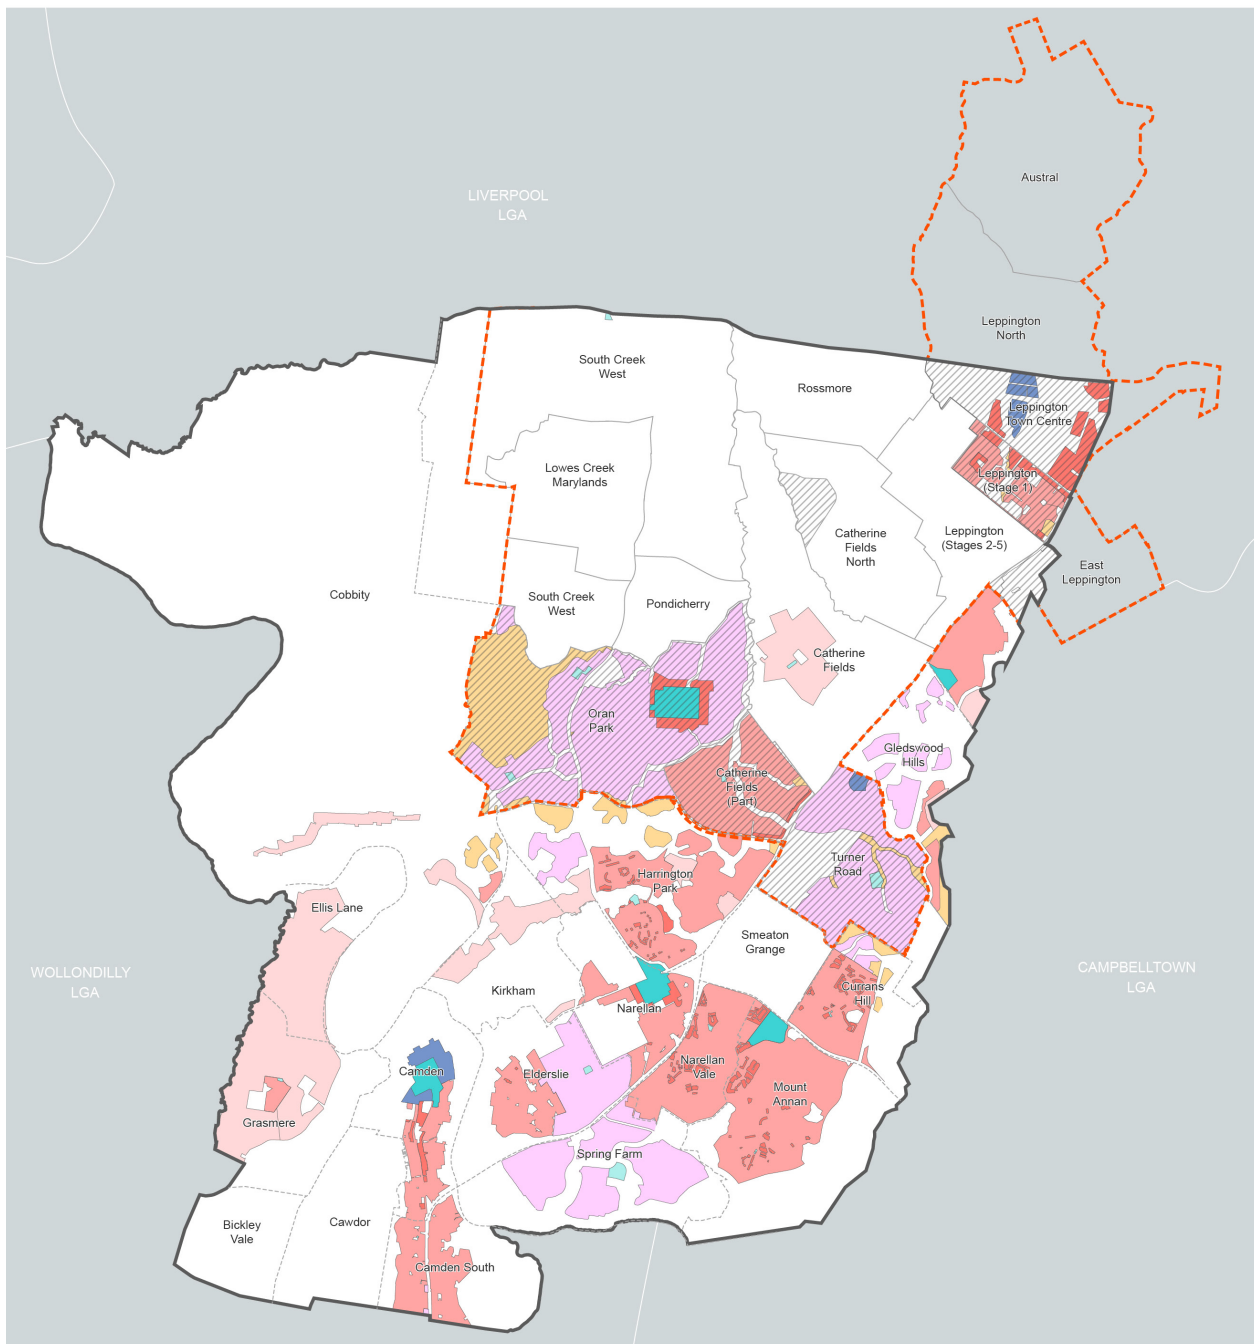 Austral
LIVERPOOL
LGA
Leppington
North
South Creek
West
Rossmore
Leppington
Town Centre
Lowes Creek
Marylands
Leppington
(Stage 1)
Catherine
Fields
North
Leppington
(Stages 2-5)
East
Leppington
Cobbity
South Creek
West
Pondicherry
Catherine
Fields
Oran
Park
Gledswood
Hills
Catherine
Fields
(Part)
Turner
Road
Harrington
Park
Ellis Lane
Smeaton
Grange
WOLLONDILLY
LGA
CAMPBELLTOWN
LGA
Kirkham
Currans
Hill
Narellan
Camden
Elderslie
Narellan
Vale
Mount
Annan
Grasmere
Spring Farm
Bickley
Vale
Cawdor
Camden South